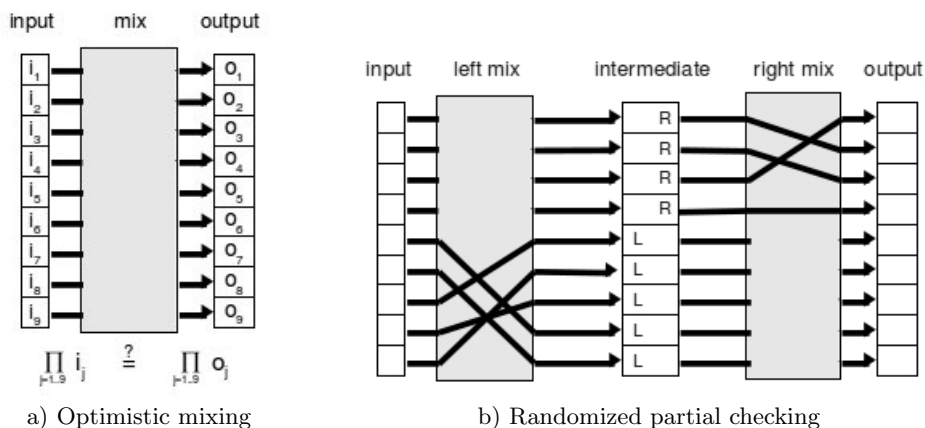 input mix output
i1 o1
i2 o2
i3 o3
i4 o4
i5 o5
i6 o6
i7 o7
i8 o8
i9 o9
∏ ij ?= ∏ oj
j=1..9 j=1..9
a) Optimistic mixing
input left mix intermediate right mix output
R
R
R
R
L
L
L
L
L
b) Randomized partial checking